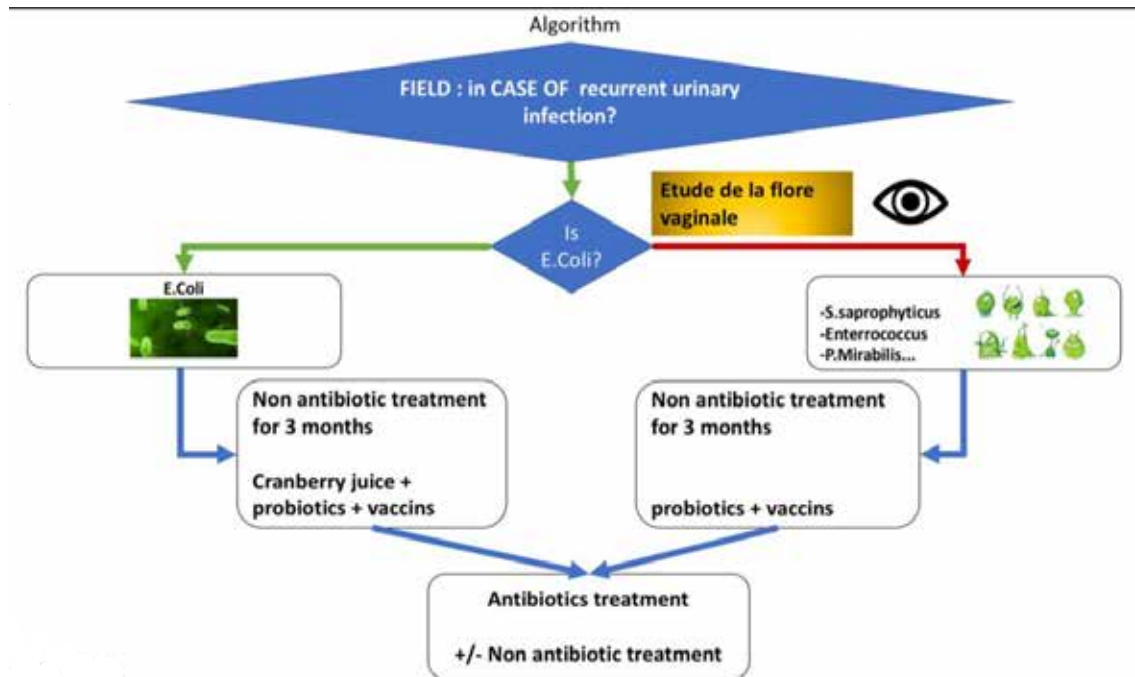 Algorithm
FIELD : in CASE OF recurrent urinary
infection?
Etude de la flore
vaginale
Is
E.Coli?
E.Coli
-S.saprophyticus
-Enterrococcus
-P.Mirabilis...
Non antibiotic treatment
for 3 months
Cranberry juice +
probiotics + vaccins
Non antibiotic treatment
for 3 months
probiotics + vaccins
Antibiotics treatment
+/- Non antibiotic treatment